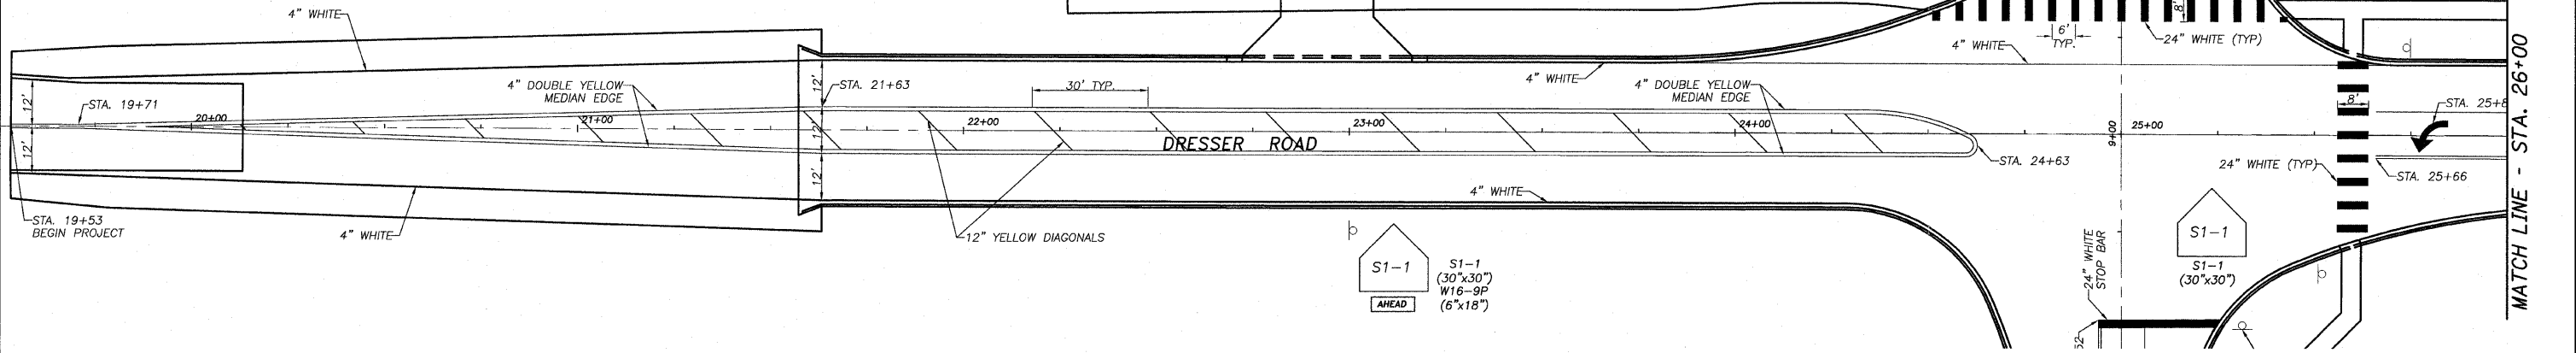 4" WHITE
12'
12'
STA. 19+71
20+00
STA. 19+53
BEGIN PROJECT
4" WHITE
4" DOUBLE YELLOW
MEDIAN EDGE
21+00
12'
12'
12'
STA. 21+63
30' TYP.
22+00
12" YELLOW DIAGONALS
DRESSER ROAD
23+00
4" WHITE
4" WHITE
4" DOUBLE YELLOW
MEDIAN EDGE
24+00
STA. 24+63
S1-1
AHEAD
S1-1
(30"x30")
W16-9P
(6"x18")
4" WHITE
6'
TYP.
8'
24" WHITE (TYP)
9+00
25+00
8'
24" WHITE (TYP)
STA. 25+8
STA. 25+66
S1-1
S1-1
(30"x30")
24" WHITE
STOP BAR
52
MATCH LINE - STA. 26+00